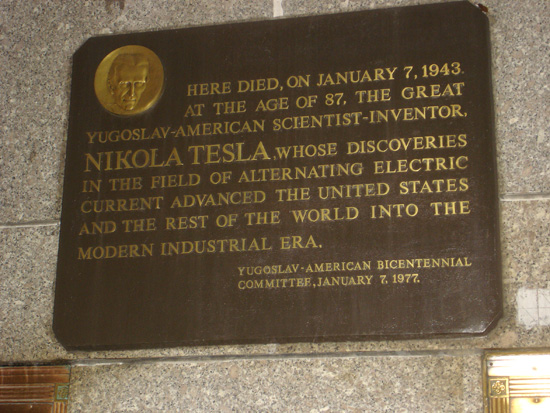 HERE DIED, ON JANUARY 7, 1943.
AT THE AGE OF 87, THE GREAT
YUGOSLAV-AMERICAN SCIENTIST-INVENTOR,
NIKOLA TESLA, WHOSE DISCOVERIES
IN THE FIELD OF ALTERNATING ELECTRIC
CURRENT ADVANCED THE UNITED STATES
AND THE REST OF THE WORLD INTO THE
MODERN INDUSTRIAL ERA.
YUGOSLAV-AMERICAN BICENTENNIAL
COMMITTEE, JANUARY 7, 1977.